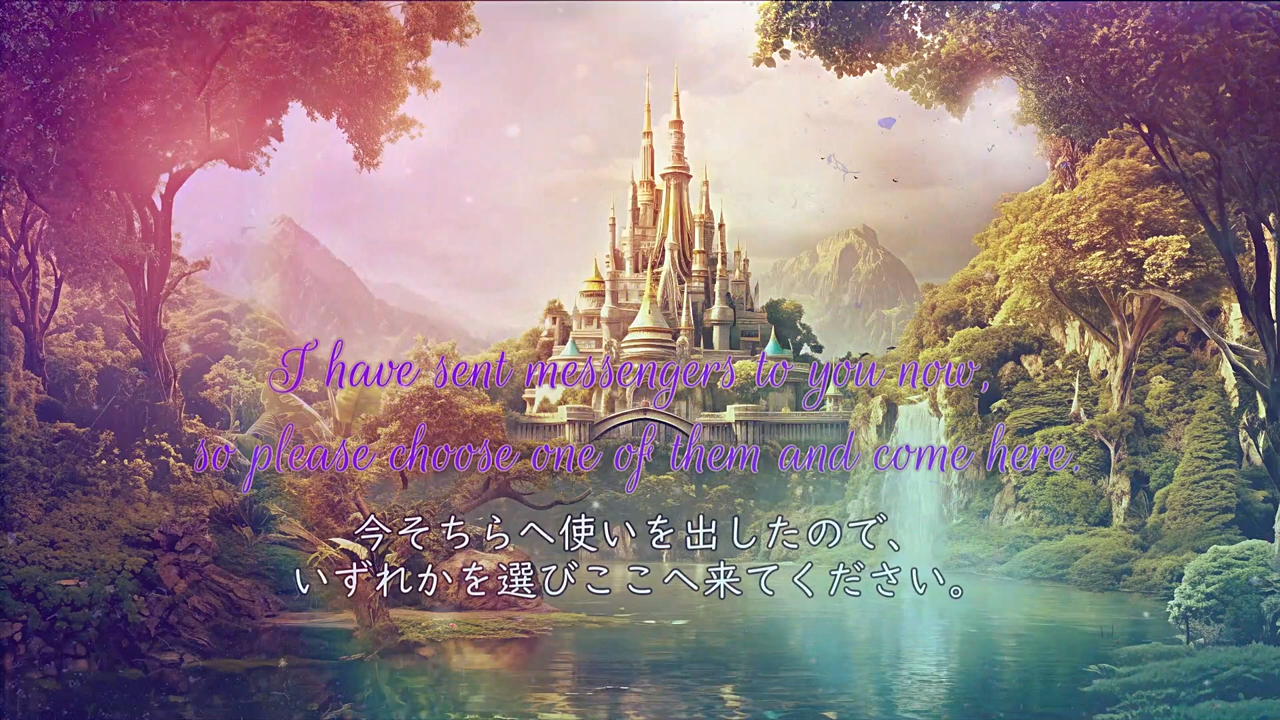 I have sent messengers to you now,
so please choose one of them and come here.
今そちらへ使いを出したので、
いずれかを選びここへ来てください。